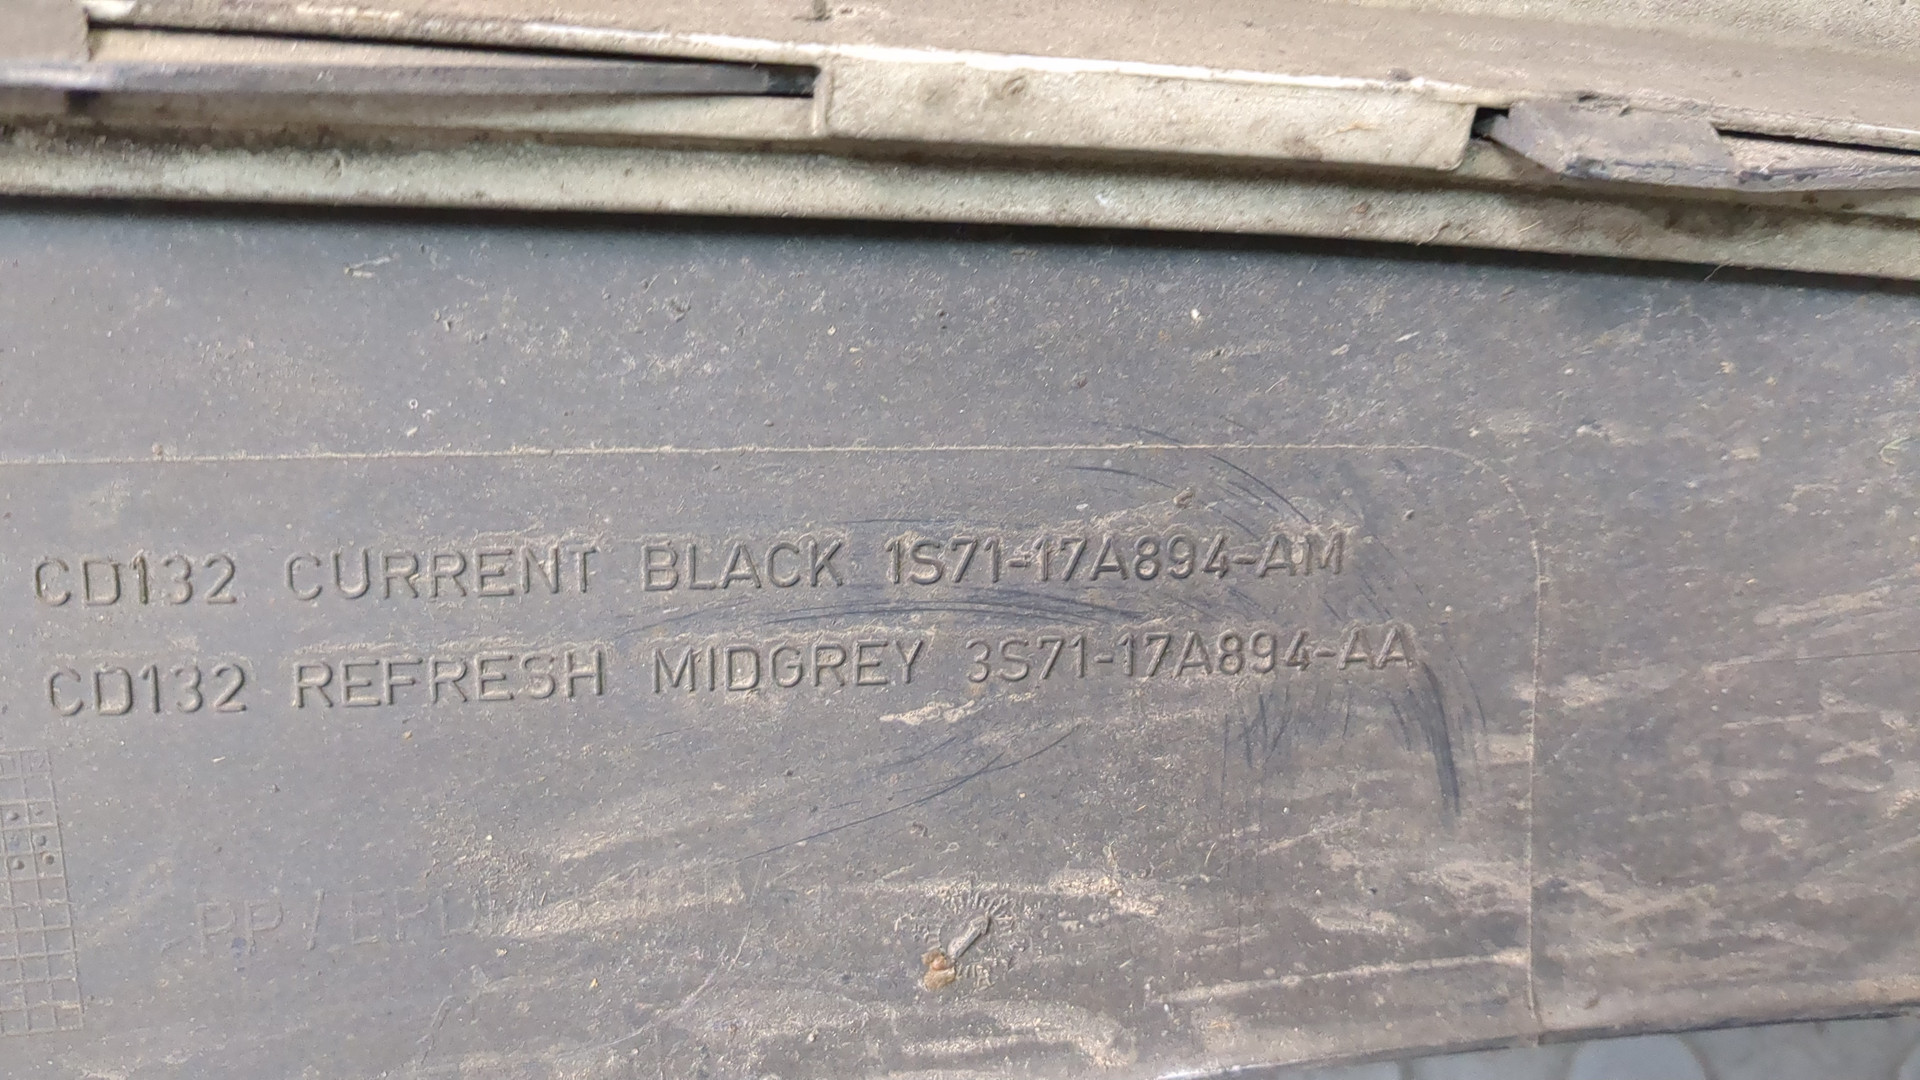 CD132 CURRENT BLACK 1S71-17A894-AM
CD132 REFRESH MIDGREY 3S71-17A894-AA